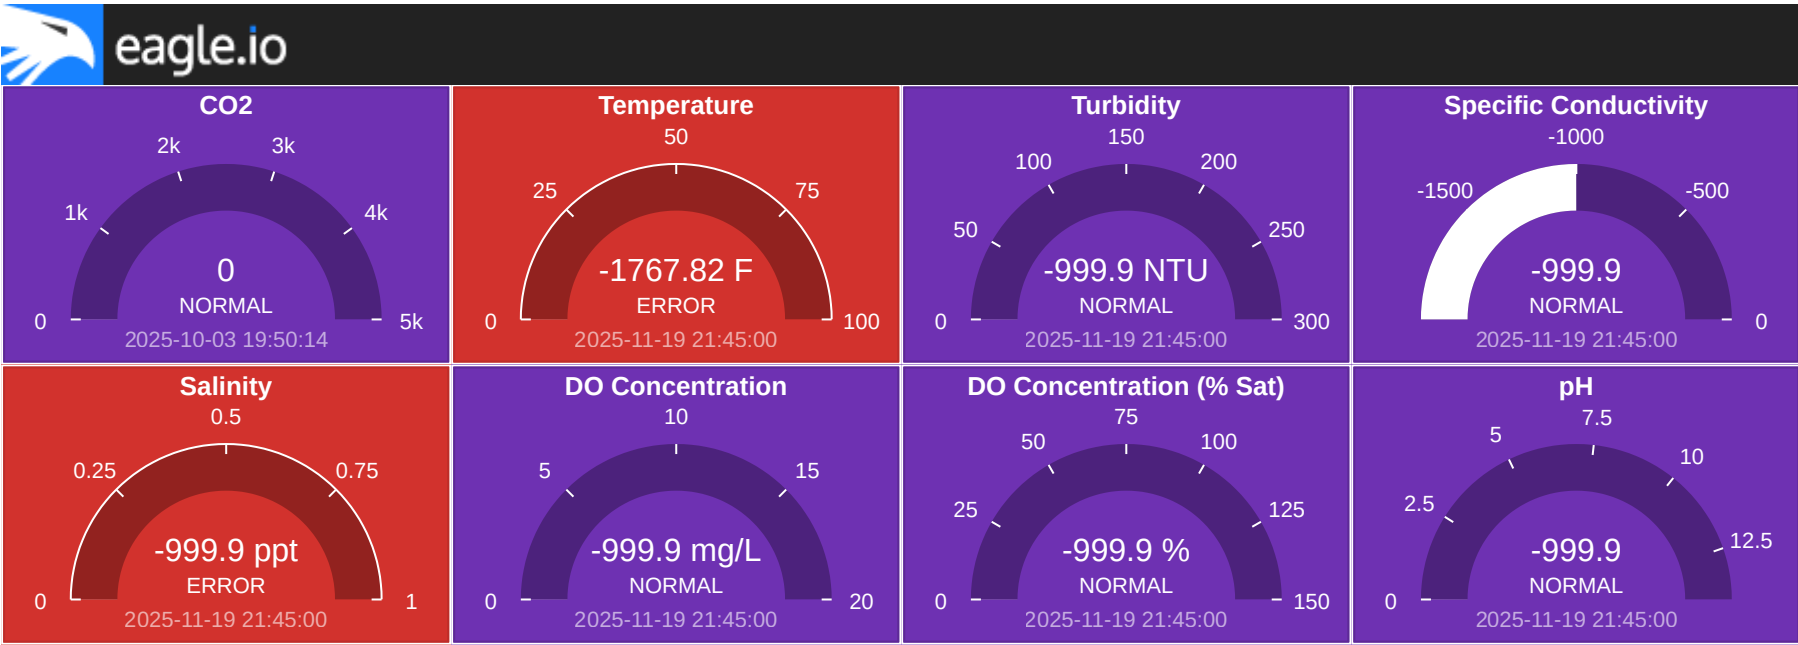 eagle.io
CO2
2k
3k
1k
4k
0
NORMAL
0
5k
2025-10-03 19:50:14
Temperature
50
25
75
-1767.82 F
ERROR
0
100
2025-11-19 21:45:00
Turbidity
150
100
200
50
250
-999.9 NTU
NORMAL
0
300
2025-11-19 21:45:00
Specific Conductivity
-1000
-1500
-500
-999.9
NORMAL
0
2025-11-19 21:45:00
Salinity
0.5
0.25
0.75
-999.9 ppt
ERROR
0
1
2025-11-19 21:45:00
DO Concentration
10
5
15
-999.9 mg/L
NORMAL
0
20
2025-11-19 21:45:00
DO Concentration (% Sat)
75
50
100
25
125
-999.9 %
NORMAL
0
150
2025-11-19 21:45:00
pH
7.5
5
10
2.5
12.5
-999.9
NORMAL
0
2025-11-19 21:45:00